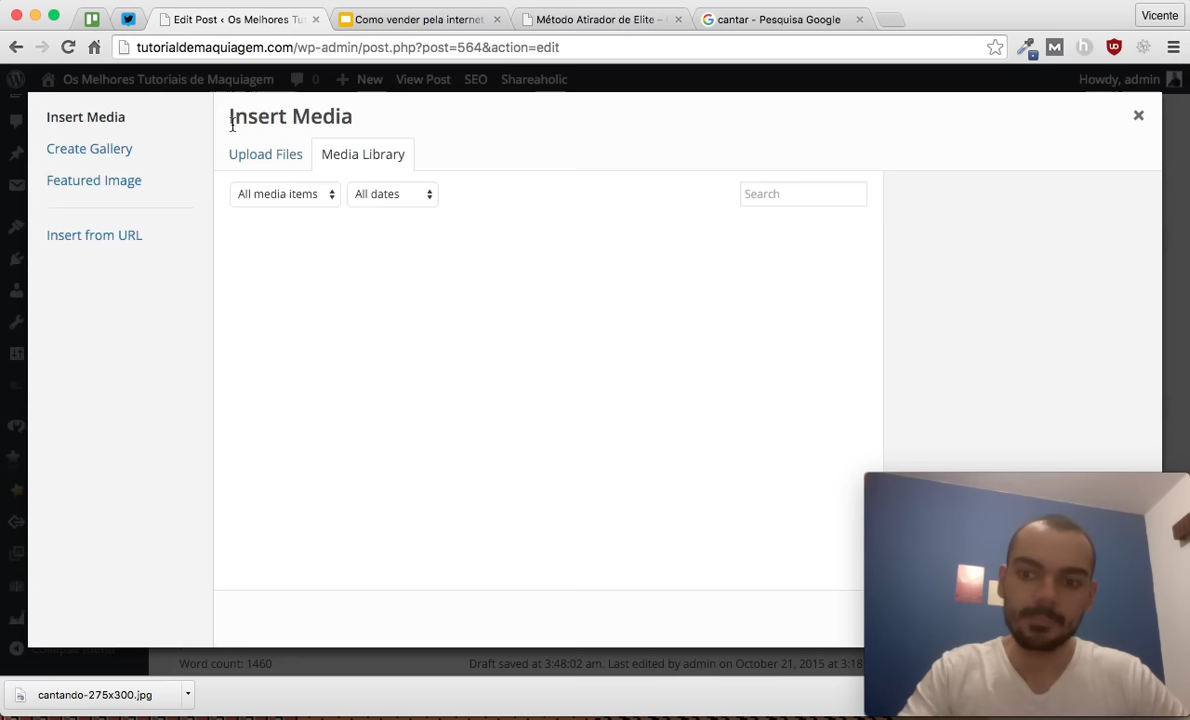 Edit Post ‹ Os Melhores Tu
Como vender pela internet
Método Atirador de Elite –
cantar - Pesquisa Google
Vicente
tutorialdemaquiagem.com/wp-admin/post.php?post=564&action=edit
Os Melhores Tutoriais de Maquiagem
0
New
View Post
SEO
Shareaholic
Howdy, admin
Insert Media
Create Gallery
Featured Image
Insert from URL
Insert Media
Upload Files
Media Library
All media items
All dates
Search
Collapse menu
Word count: 1460
Draft saved at 3:48:02 am. Last edited by admin on October 21, 2015 at 3:18
cantando-275x300.jpg